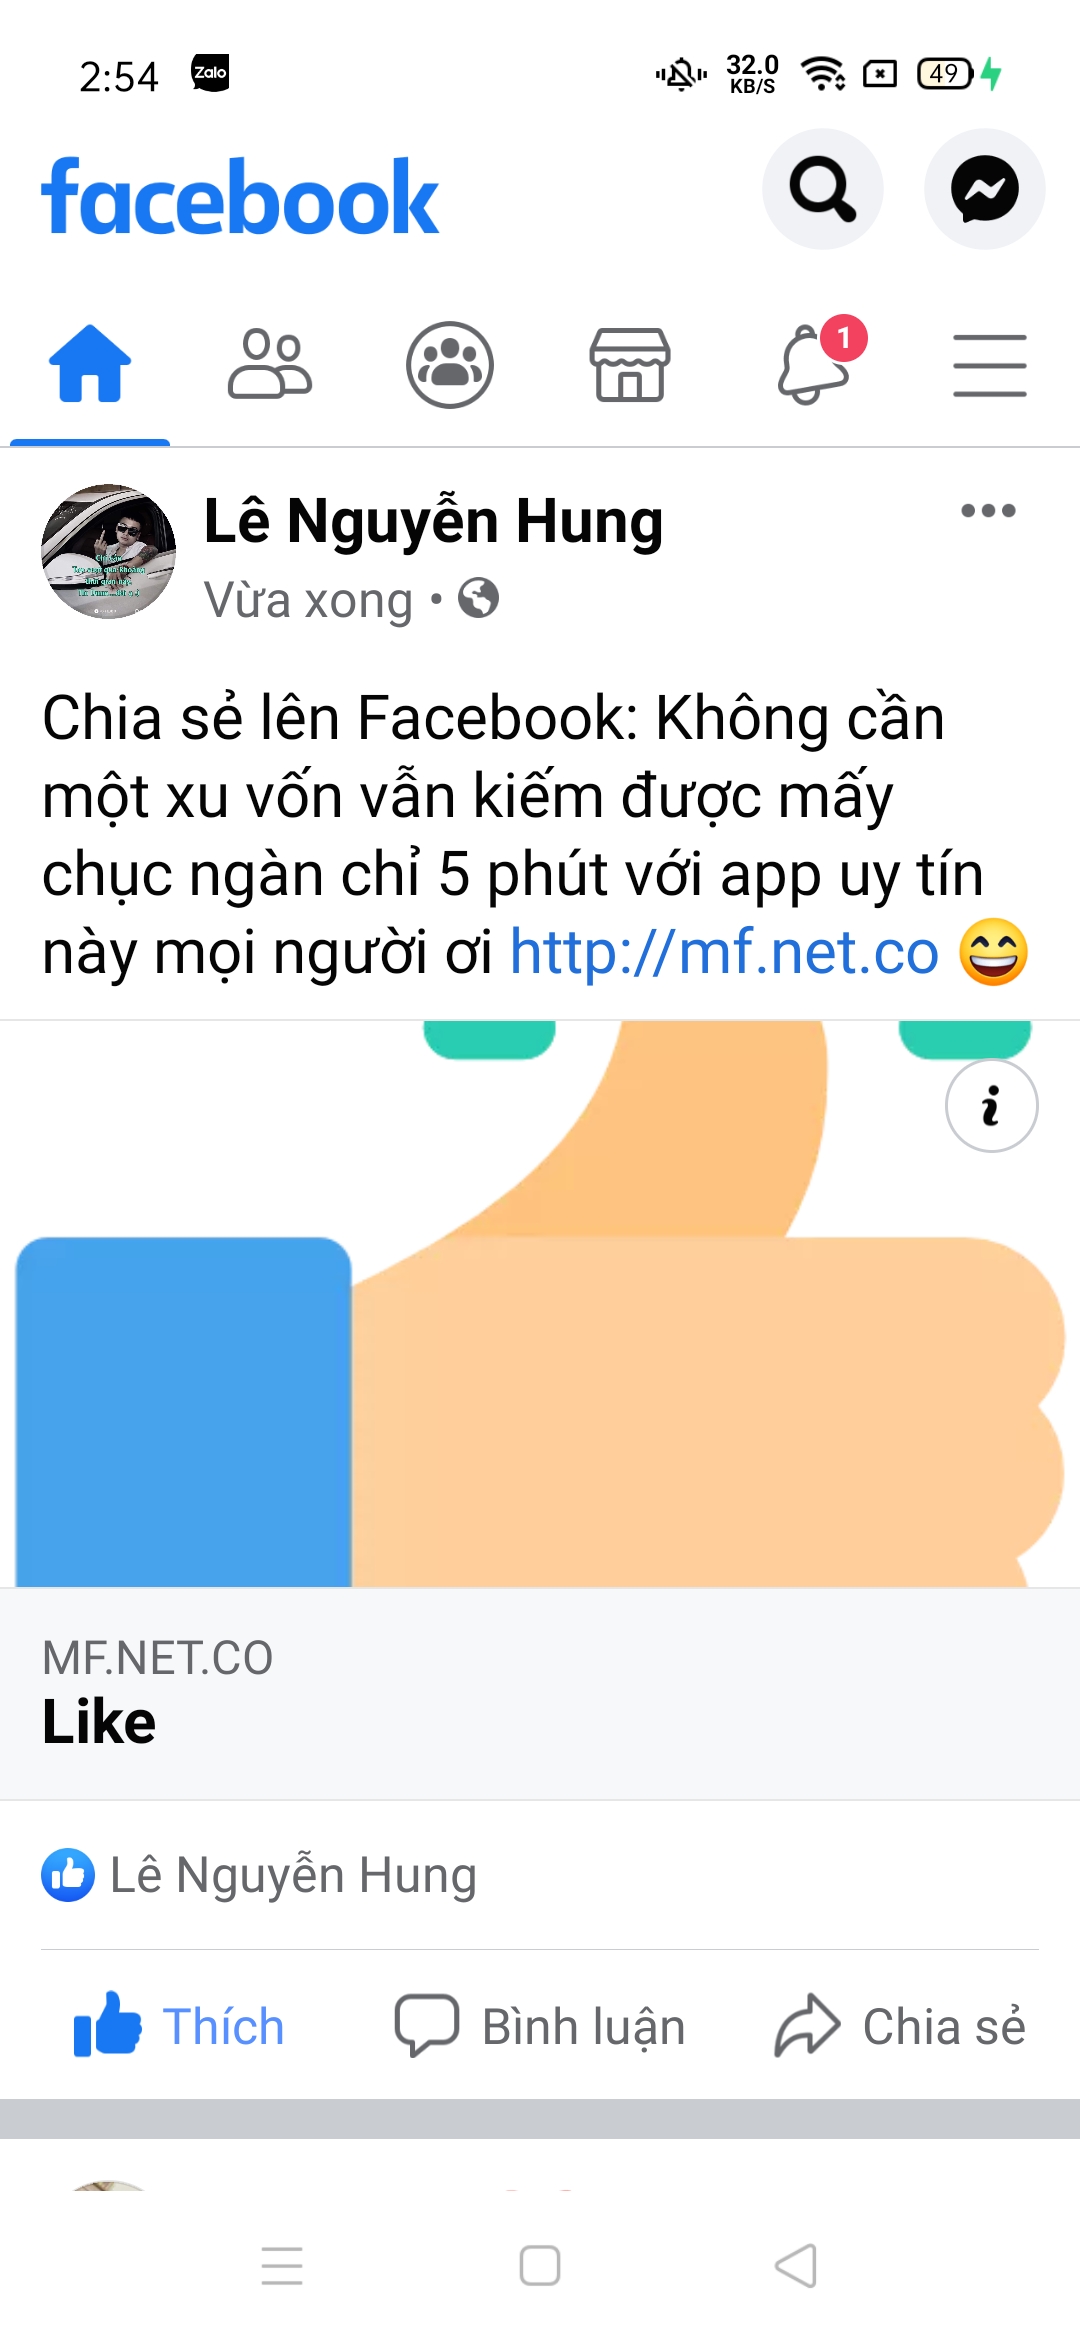 2:54 Zalo 32.0 KB/S 49
facebook
1
Lê Nguyễn Hung
Vừa xong •
Chia sẻ lên Facebook: Không cần
một xu vốn vẫn kiếm được mấy
chục ngàn chỉ 5 phút với app uy tín
này mọi người ơi http://mf.net.co 😄
i
MF.NET.CO
Like
Lê Nguyễn Hung
Thích Bình luận Chia sẻ